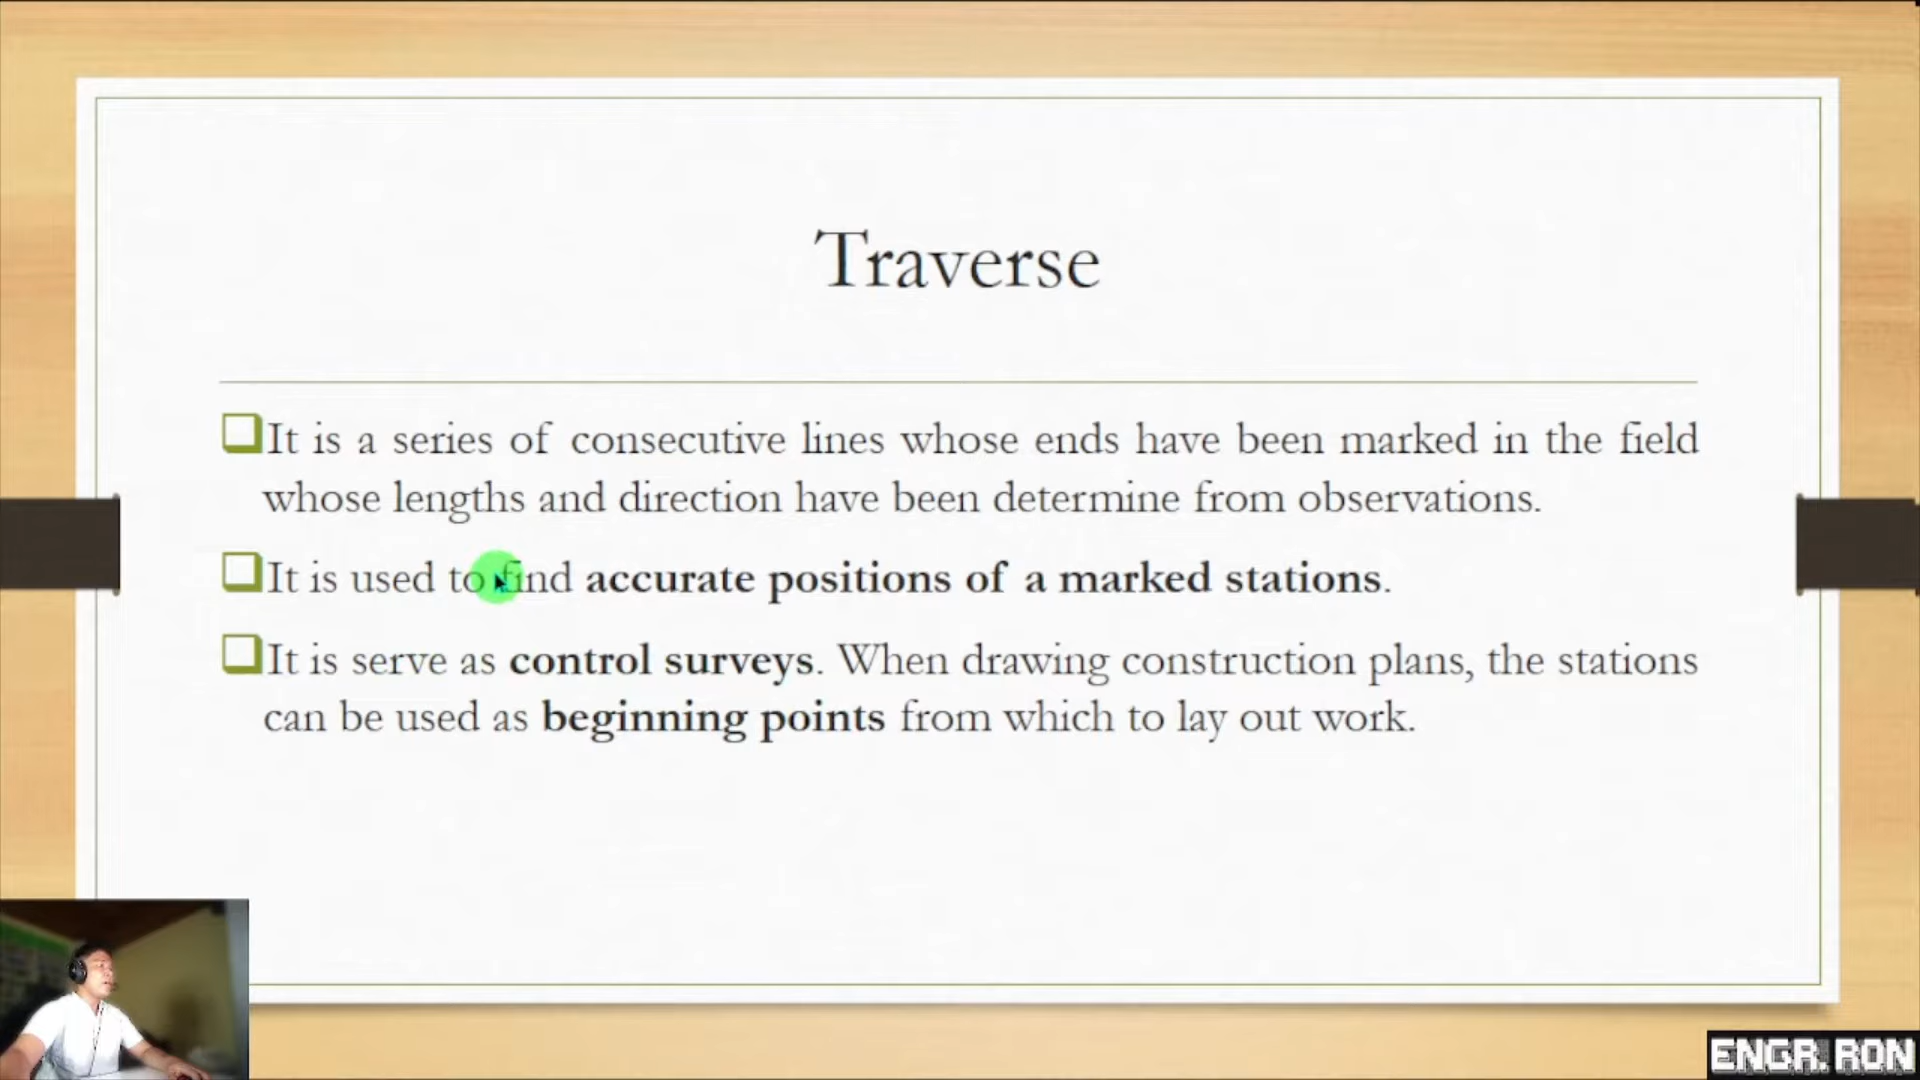 Traverse
It is a series of consecutive lines whose ends have been marked in the field
whose lengths and direction have been determine from observations.
It is used to find accurate positions of a marked stations.
It is serve as control surveys. When drawing construction plans, the stations
can be used as beginning points from which to lay out work.
ENGR. RON